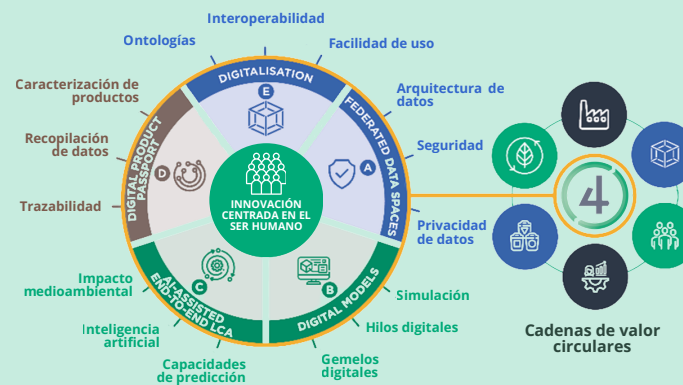 Interoperabilidad
Ontologías
Facilidad de uso
Caracterización de
productos
Arquitectura de
datos
DIGITALISATION
E
FEDERATED DATA SPACES
DIGITAL PRODUCT
PASSPORT
Recopilación
de datos
Seguridad
D
A
INNOVACIÓN
CENTRADA EN EL
SER HUMANO
4
Trazabilidad
Privacidad
de datos
C
B
AI-ASSISTED
END-TO-END LCA
DIGITAL MODELS
Impacto
medioambiental
Simulación
Inteligencia
artificial
Hilos digitales
Capacidades
de predicción
Gemelos
digitales
Cadenas de valor
circulares